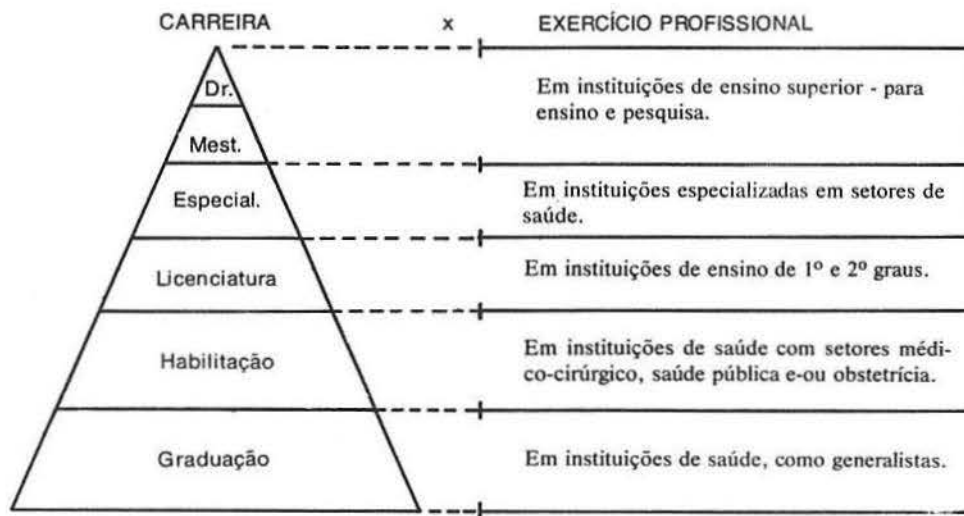 CARREIRA x EXERCÍCIO PROFISSIONAL
Dr.
Em instituições de ensino superior - para
ensino e pesquisa.
Mest.
Especial.
Em instituições especializadas em setores de
saúde.
Licenciatura
Em instituições de ensino de 1º e 2º graus.
Habilitação
Em instituições de saúde com setores médi-
co-cirúrgico, saúde pública e-ou obstetrícia.
Graduação
Em instituições de saúde, como generalistas.